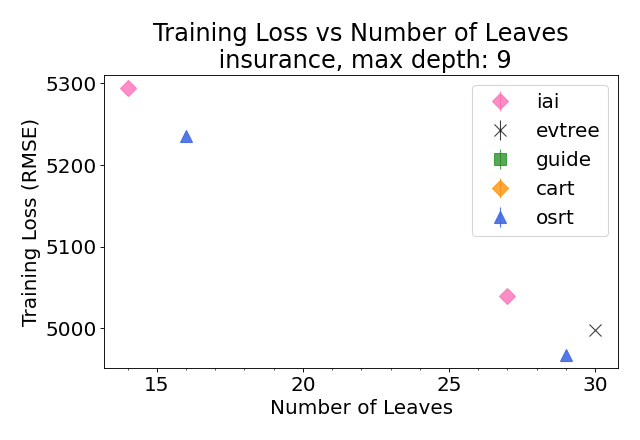 Training Loss vs Number of Leaves
insurance, max depth: 9
5300
5200
5100
5000
Training Loss (RMSE)
iai
evtree
guide
cart
osrt
15
20
25
30
Number of Leaves